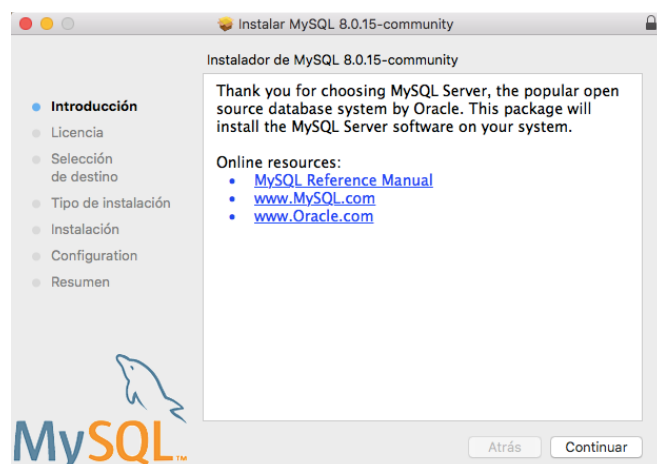 Instalar MySQL 8.0.15-community
Instalador de MySQL 8.0.15-community
Introducción
Licencia
Selección
de destino
Tipo de instalación
Instalación
Configuration
Resumen
Thank you for choosing MySQL Server, the popular open
source database system by Oracle. This package will
install the MySQL Server software on your system.
Online resources:
• MySQL Reference Manual
• www.MySQL.com
• www.Oracle.com
MySQL™
Atrás
Continuar